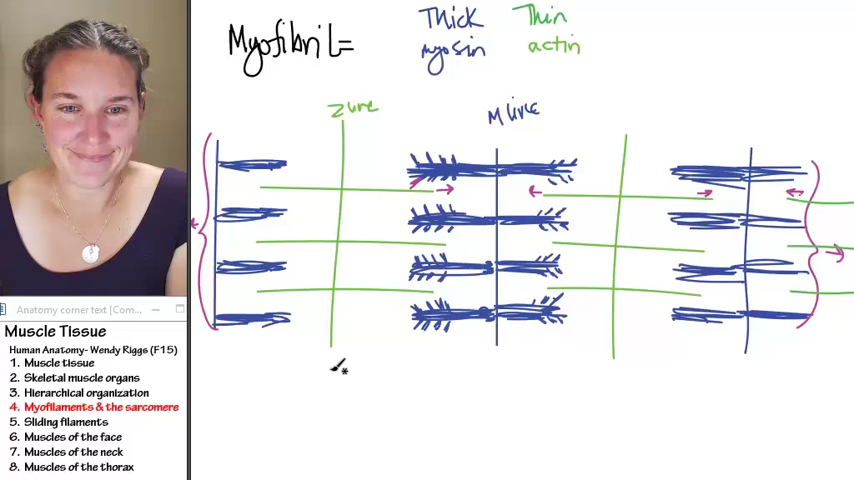 Myofibril=
Thick
myosin
Thin
actin
Z line
M line
Anatomy corner text [Com...
Muscle Tissue
Human Anatomy- Wendy Riggs (F15)
1. Muscle tissue
2. Skeletal muscle organs
3. Hierarchical organization
4. Myofilaments & the sarcomere
5. Sliding filaments
6. Muscles of the face
7. Muscles of the neck
8. Muscles of the thorax